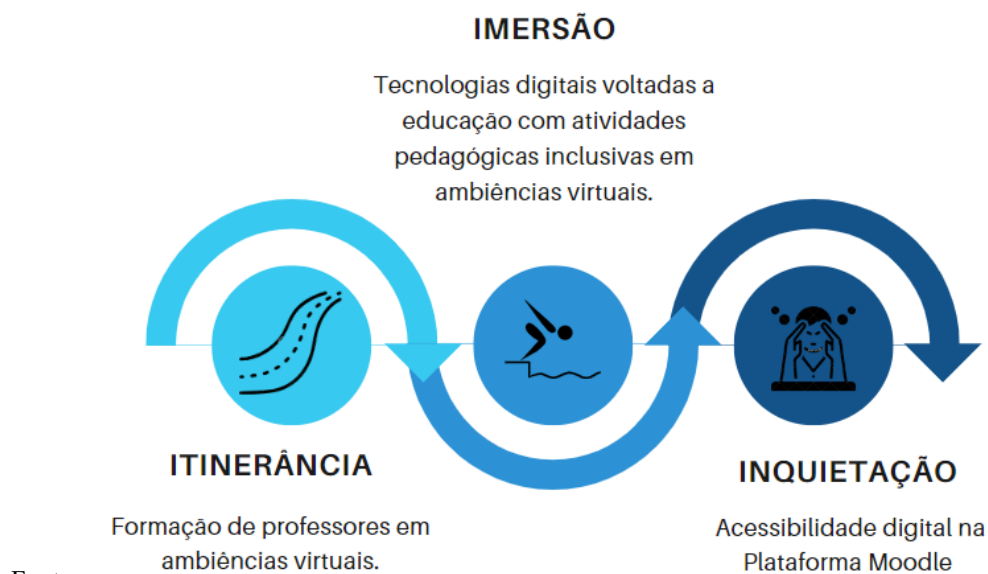 IMERSÃO
Tecnologias digitais voltadas a
educação com atividades
pedagógicas inclusivas em
ambiências virtuais.
ITINERÂNCIA
Formação de professores em
ambiências virtuais.
INQUIETAÇÃO
Acessibilidade digital na
Plataforma Moodle